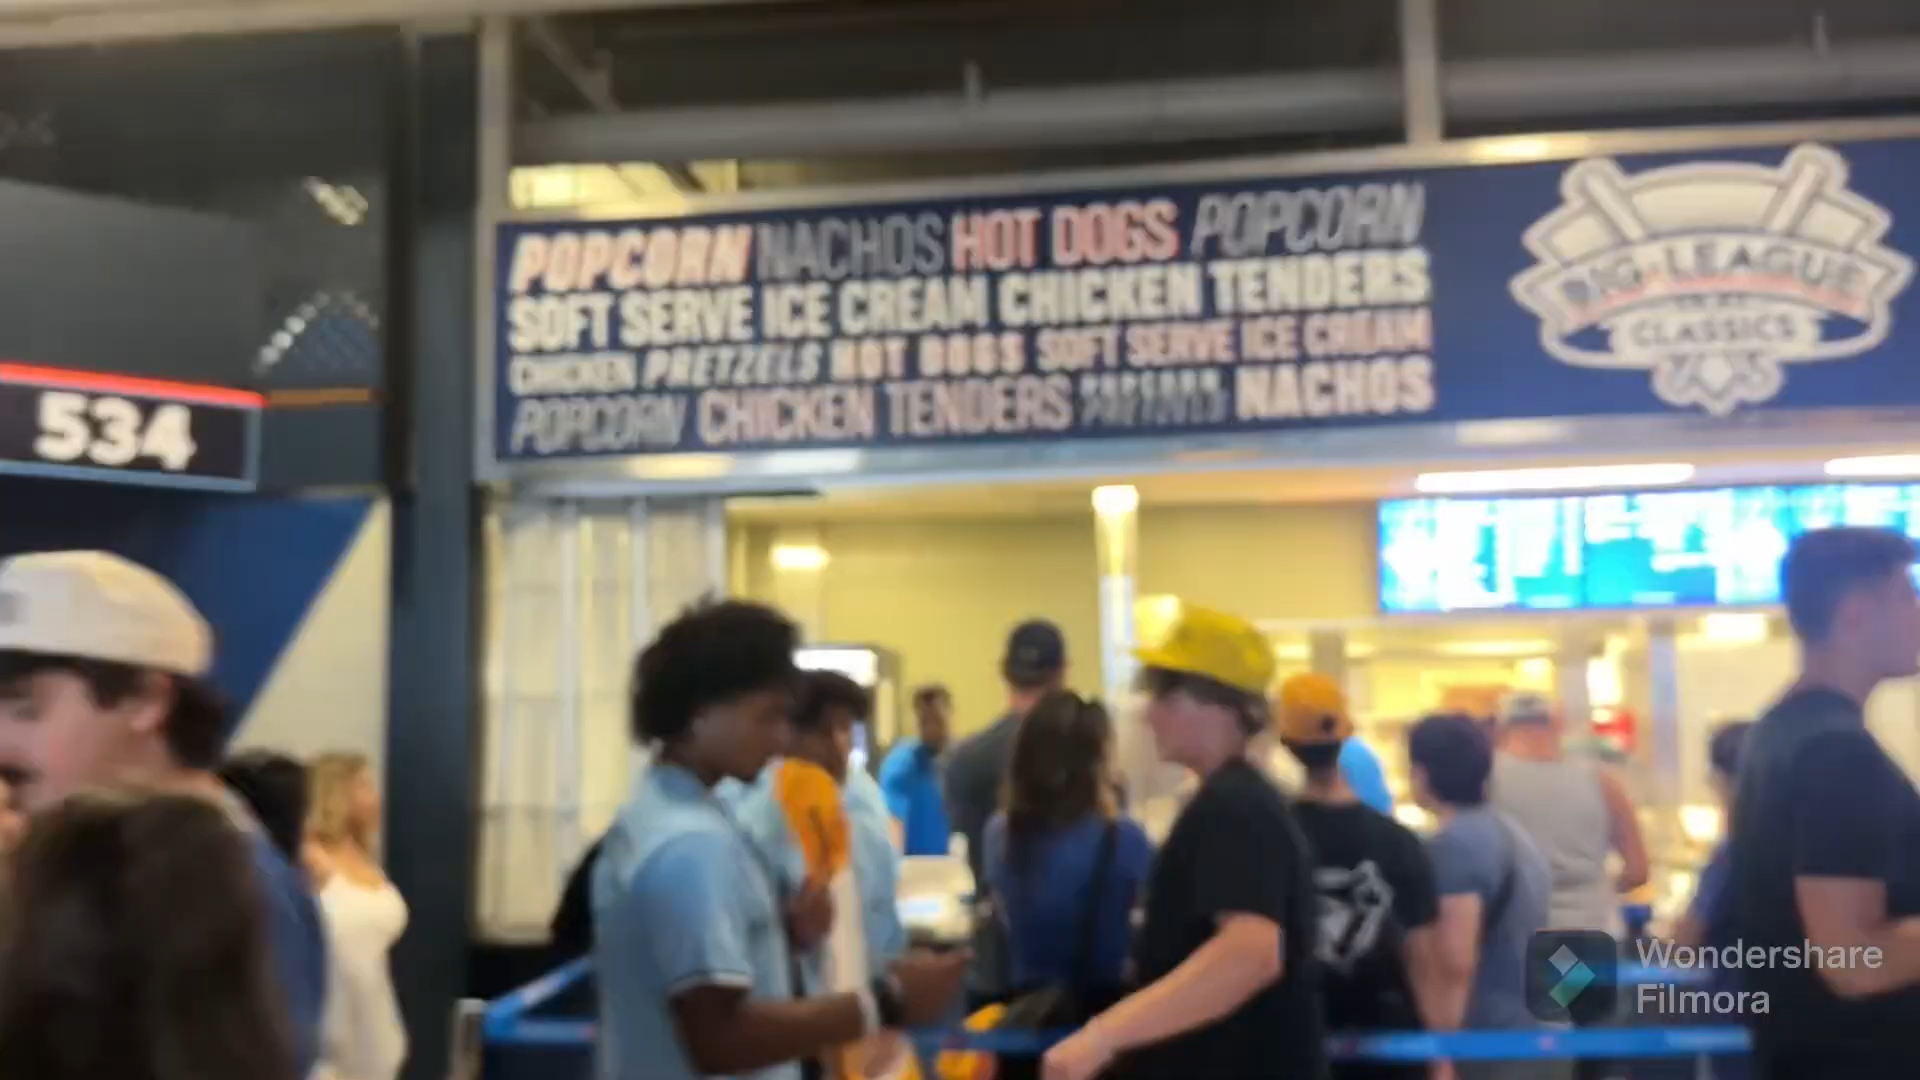 POPCORN NACHOS HOT DOGS POPCORN
SOFT SERVE ICE CREAM CHICKEN TENDERS
CHICKEN PRETZELS HOT DOGS SOFT SERVE ICE CREAM
POPCORN CHICKEN TENDERS NACHOS
BIG LEAGUE
CLASSICS
534
Wondershare
Filmora